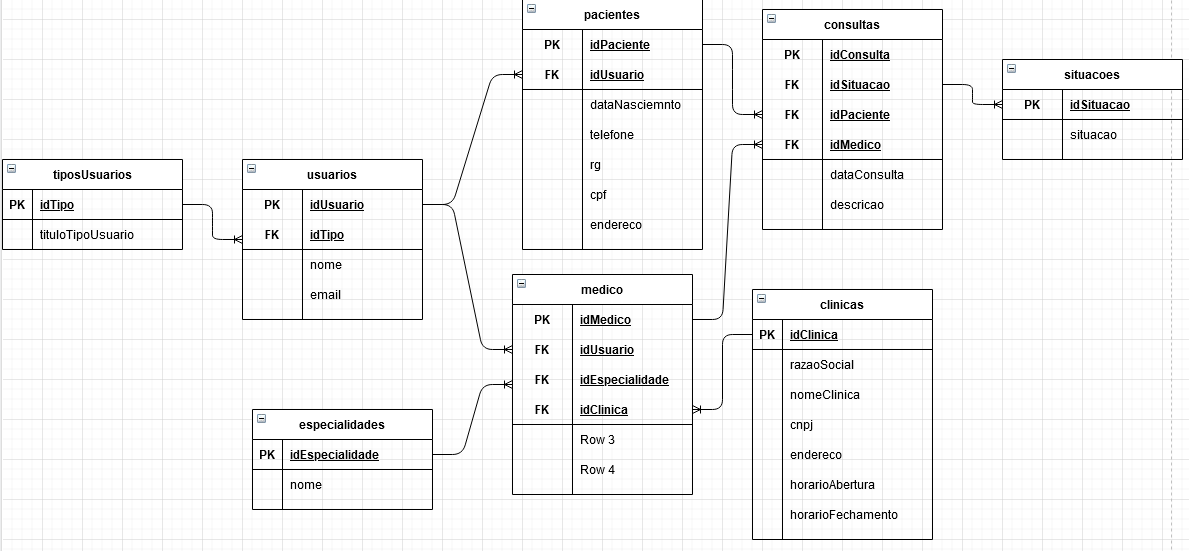 pacientes
PK idPaciente
FK idUsuario
dataNasciemnto
telefone
rg
cpf
endereco
consultas
PK idConsulta
FK idSituacao
FK idPaciente
FK idMedico
dataConsulta
descricao
situacoes
PK idSituacao
situacao
tiposUsuarios
PK idTipo
tituloTipoUsuario
usuarios
PK idUsuario
FK idTipo
nome
email
medico
PK idMedico
FK idUsuario
FK idEspecialidade
FK idClinica
Row 3
Row 4
clinicas
PK idClinica
razaoSocial
nomeClinica
cnpj
endereco
horarioAbertura
horarioFechamento
especialidades
PK idEspecialidade
nome